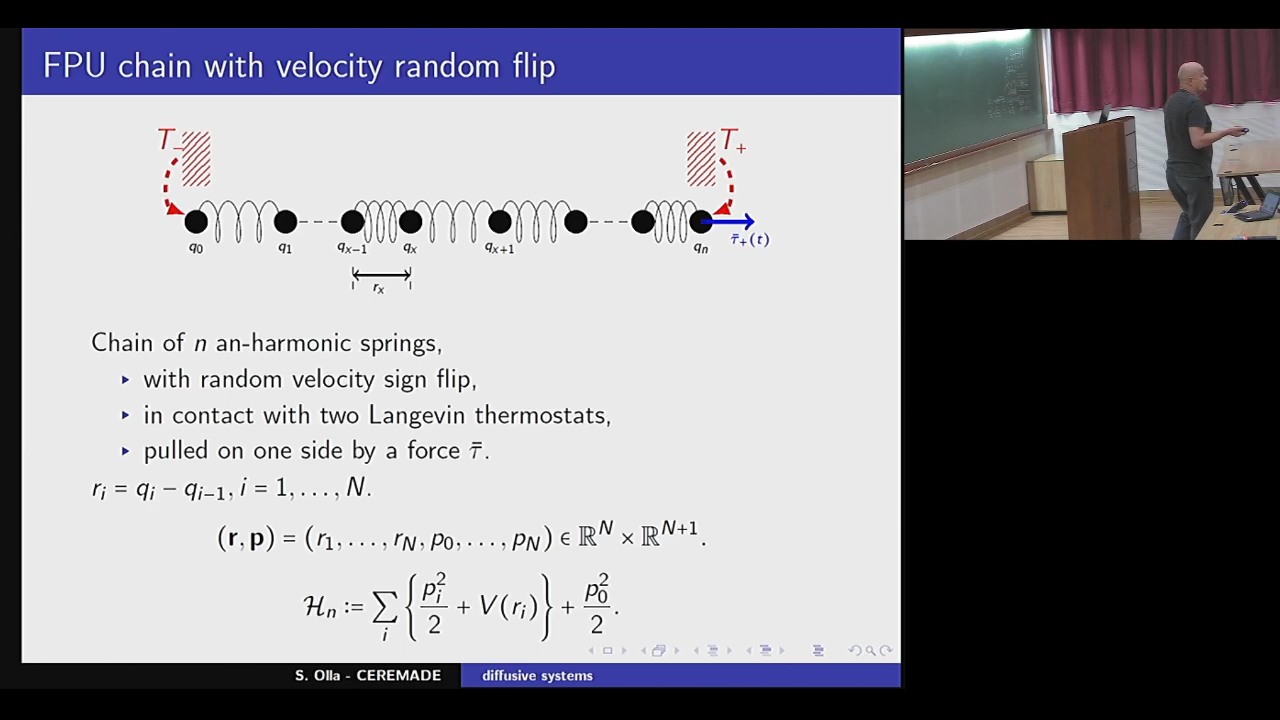 FPU chain with velocity random flip
T₋ T₊
q₀ q₁ qₓ₋₁ qₓ qₓ₊₁ qₙ τ̄₊(t)
rₓ
Chain of n an-harmonic springs,
▸ with random velocity sign flip,
▸ in contact with two Langevin thermostats,
▸ pulled on one side by a force τ̄.
rᵢ = qᵢ − qᵢ₋₁, i = 1, . . . , N.
(r, p) = (r₁, . . . , r_N, p₀, . . . , p_N) ∈ ℝ^N × ℝ^{N+1}.
ℋₙ := ∑ᵢ { pᵢ²/2 + V(rᵢ) } + p₀²/2.
S. Olla - CEREMADE diffusive systems